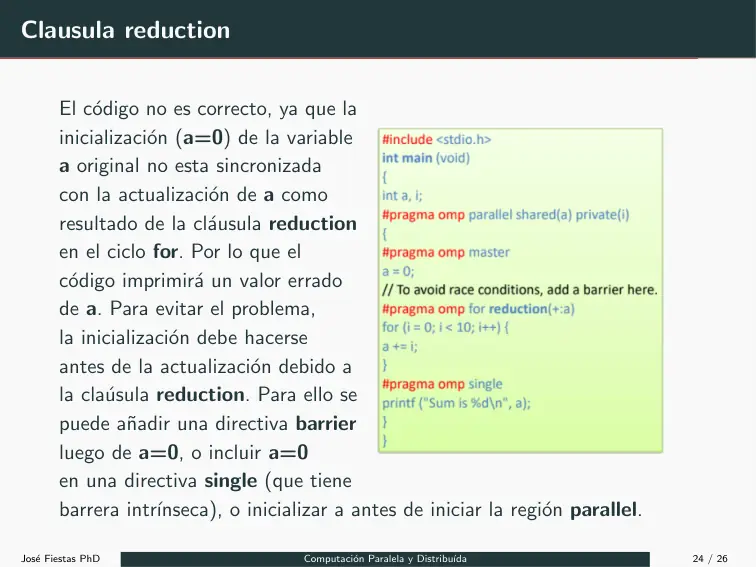 Clausula reduction
El código no es correcto, ya que la
inicialización (a=0) de la variable
a original no esta sincronizada
con la actualización de a como
resultado de la cláusula reduction
en el ciclo for. Por lo que el
código imprimirá un valor errado
de a. Para evitar el problema,
la inicialización debe hacerse
antes de la actualización debido a
la claúsula reduction. Para ello se
puede añadir una directiva barrier
luego de a=0, o incluir a=0
en una directiva single (que tiene
barrera intrínseca), o inicializar a antes de iniciar la región parallel.
#include <stdio.h>
int main (void)
{
int a, i;
#pragma omp parallel shared(a) private(i)
{
#pragma omp master
a = 0;
// To avoid race conditions, add a barrier here.
#pragma omp for reduction(+:a)
for (i = 0; i < 10; i++) {
a += i;
}
#pragma omp single
printf ("Sum is %d\n", a);
}
}
José Fiestas PhD
Computación Paralela y Distribuída
24 / 26